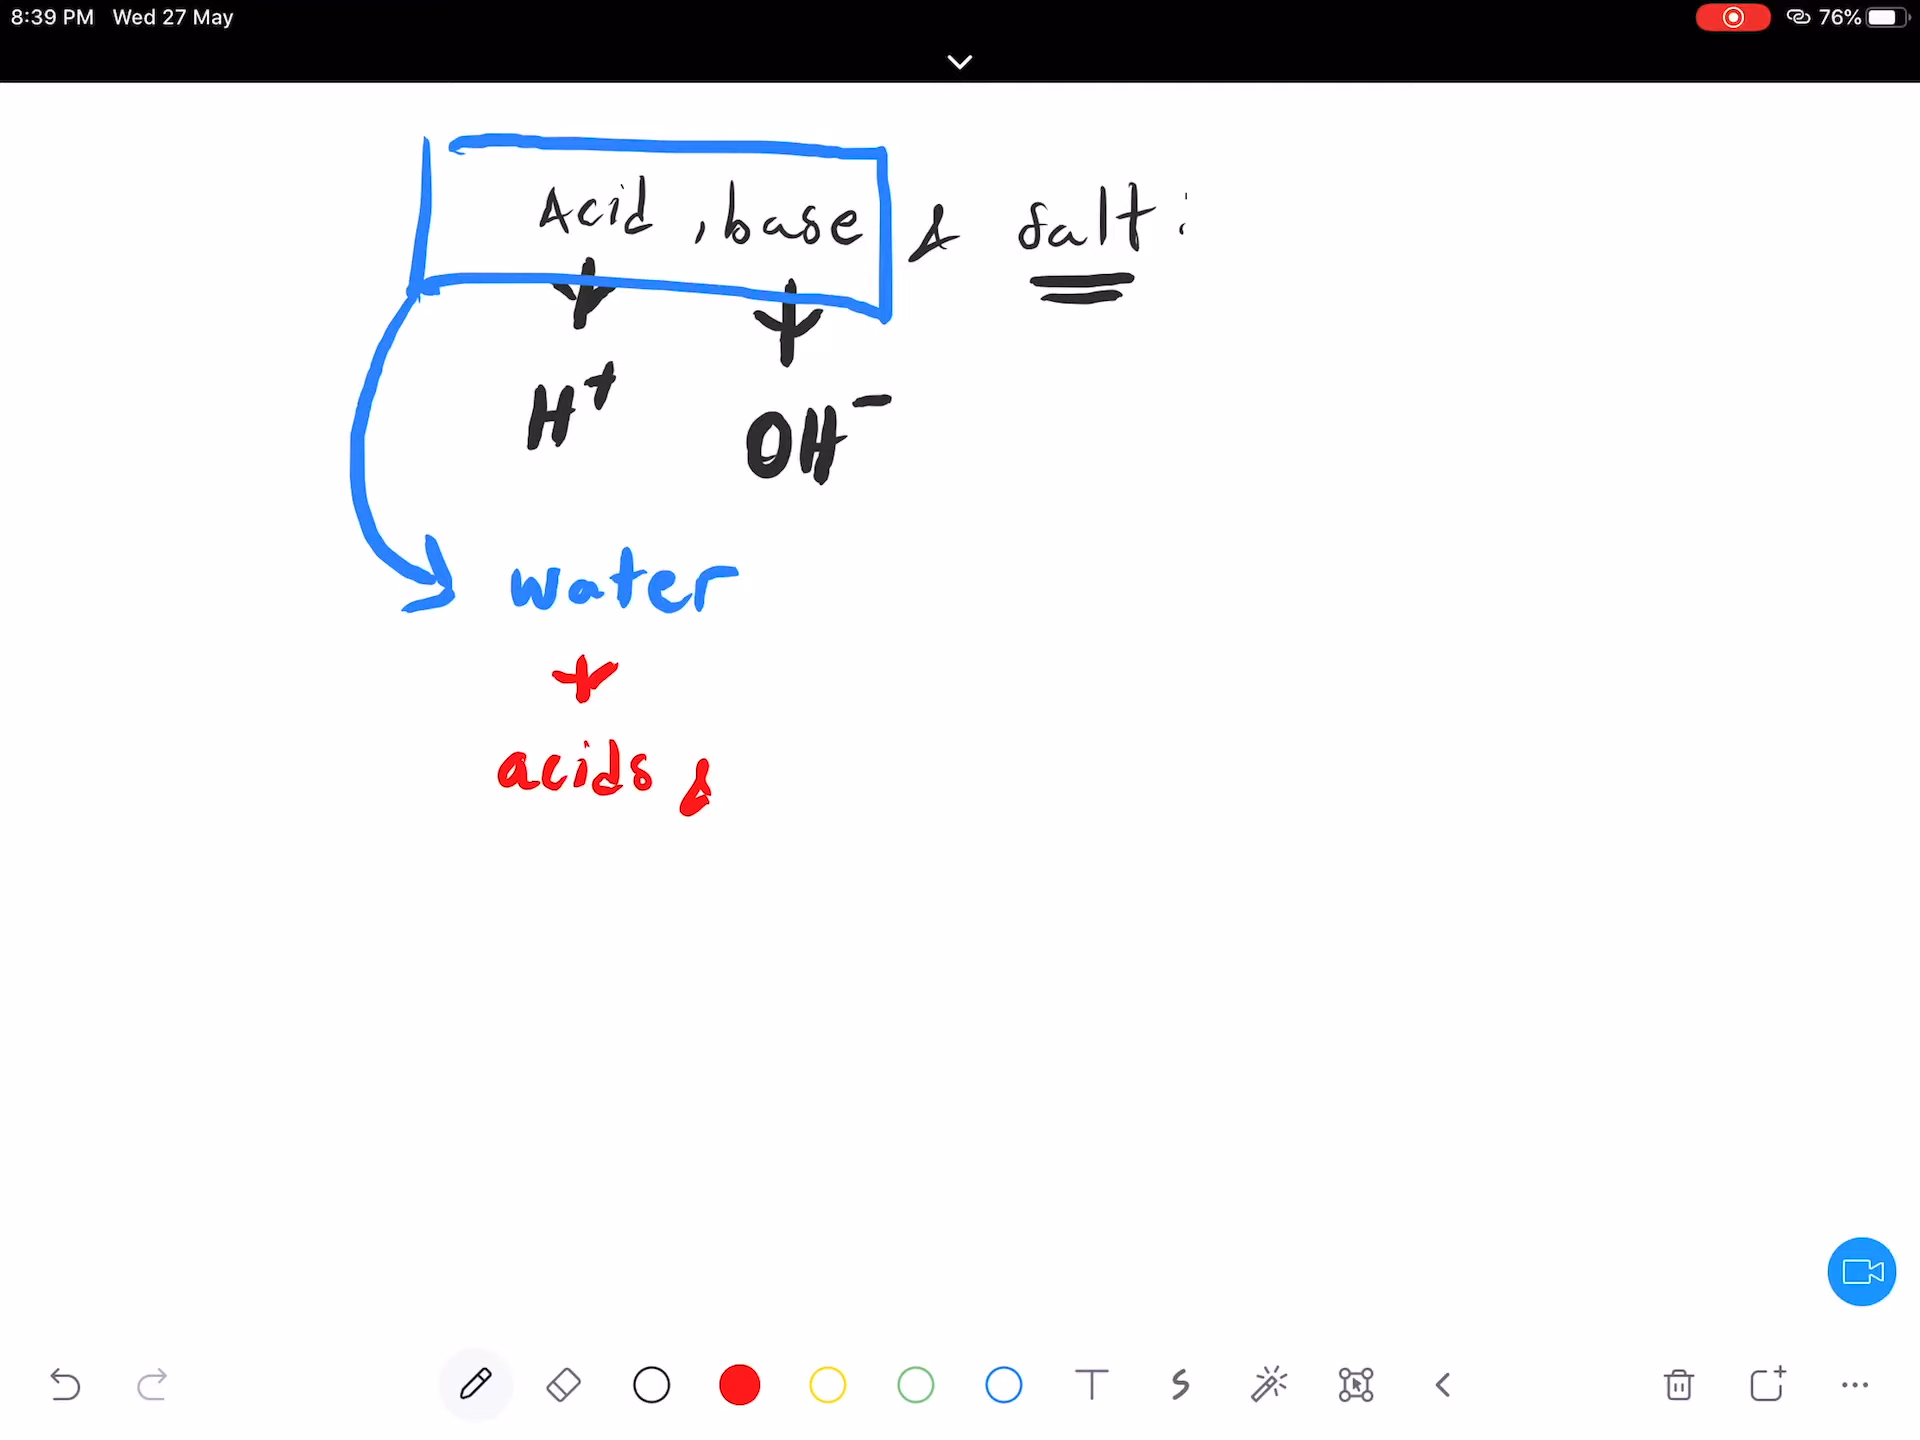 8:39 PM Wed 27 May
76%
Acid, base & salt:
H⁺ OH⁻
water
+
acids &